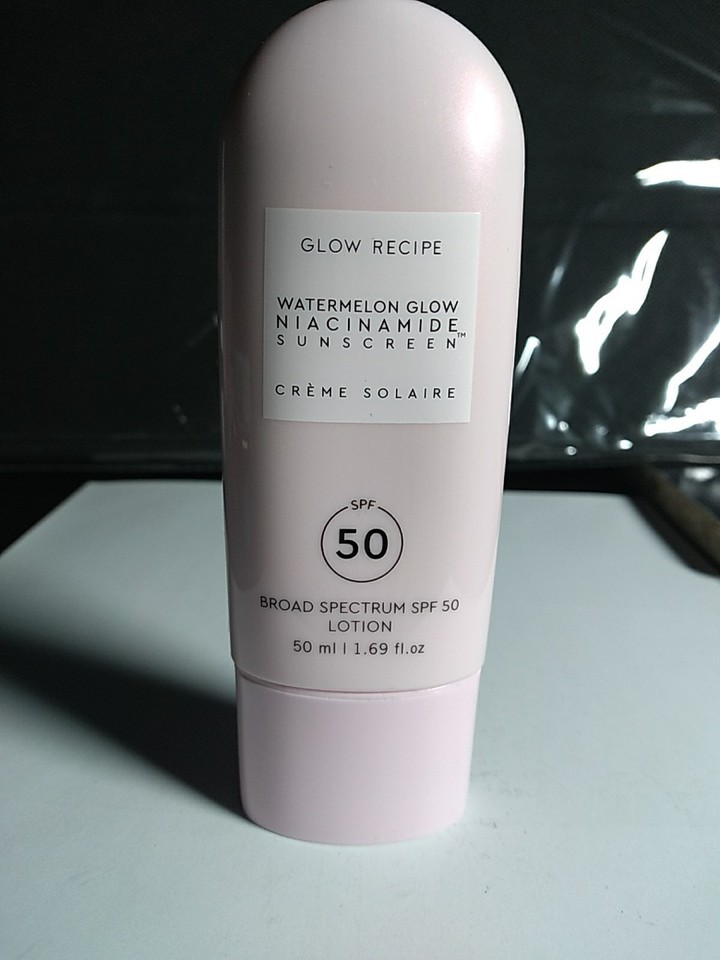 GLOW RECIPE
WATERMELON GLOW
NIACINAMIDE
SUNSCREEN™
CRÈME SOLAIRE
SPF
50
BROAD SPECTRUM SPF 50
LOTION
50 ml | 1.69 fl.oz